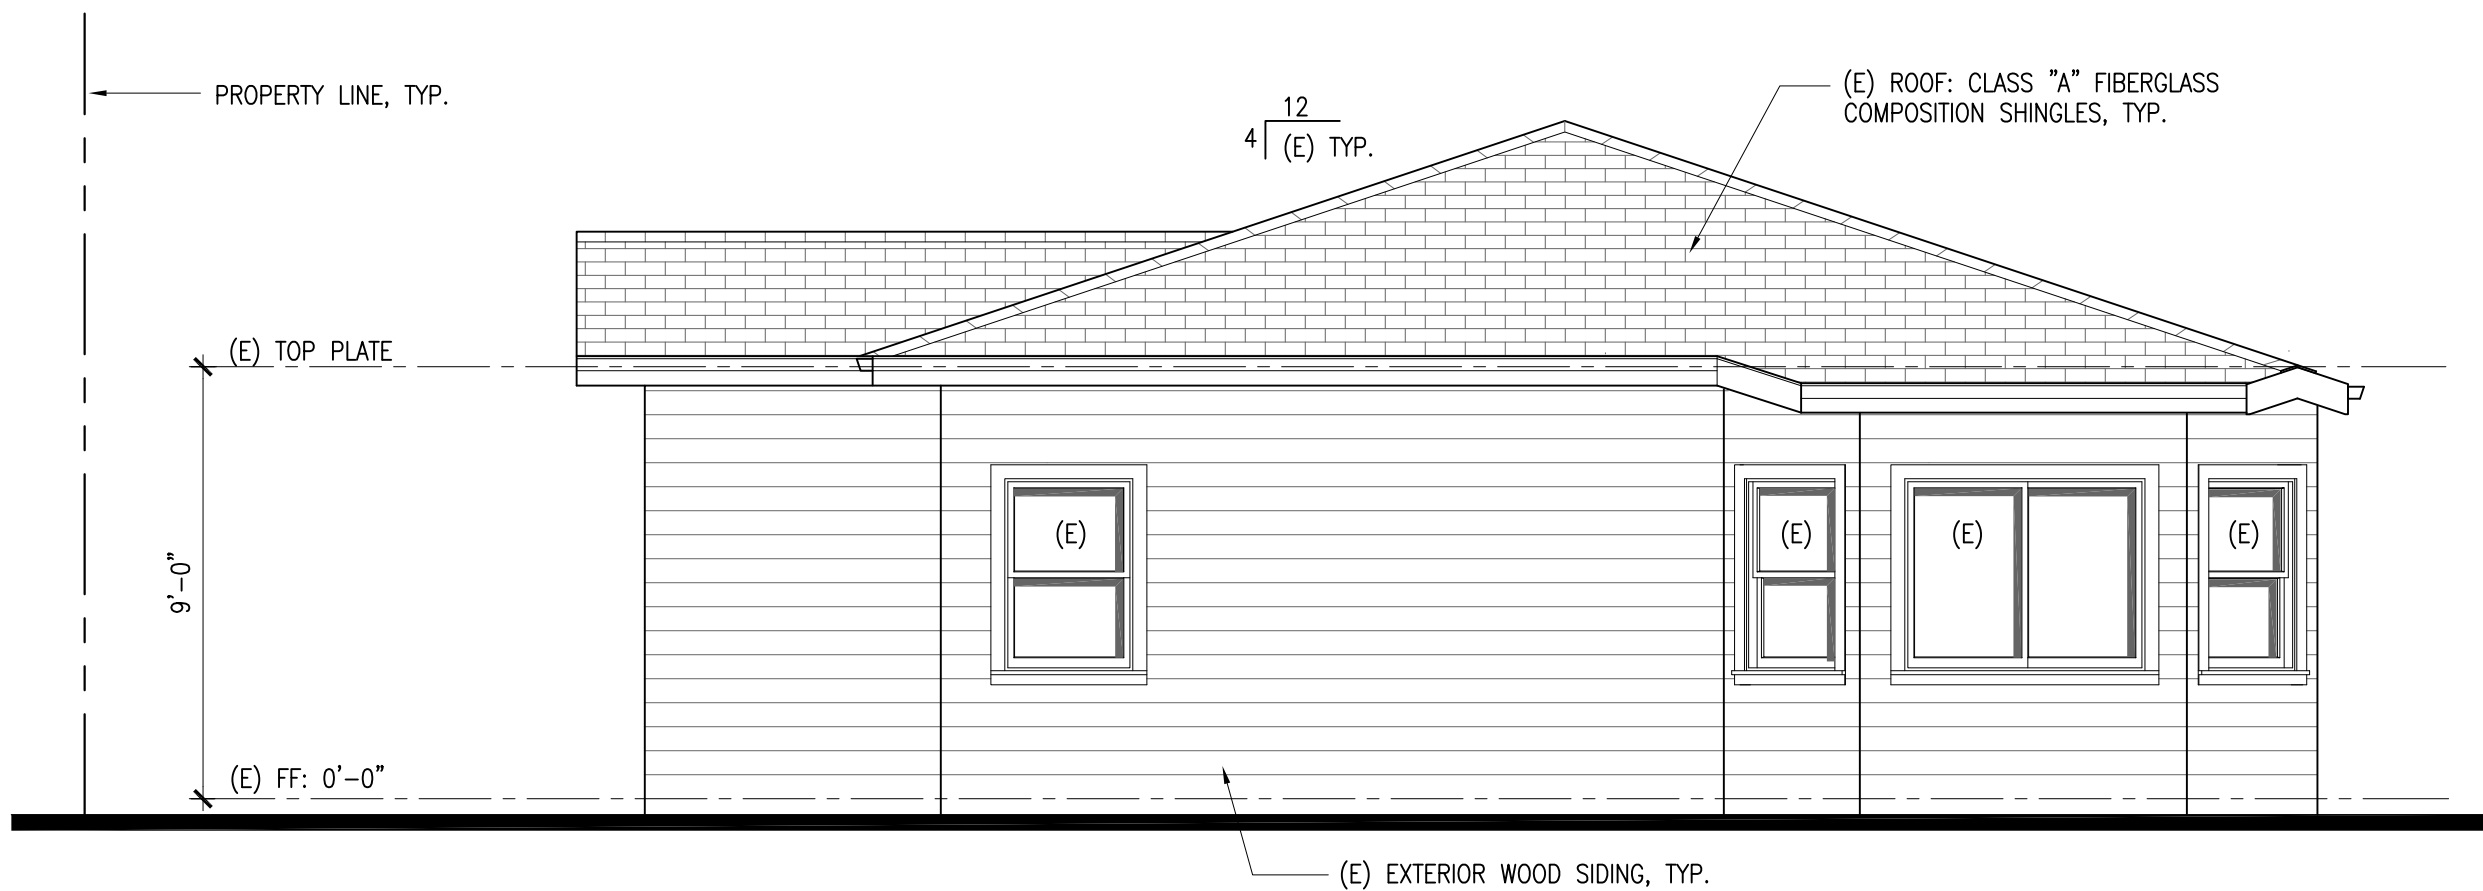 PROPERTY LINE, TYP.
(E) ROOF: CLASS "A" FIBERGLASS
COMPOSITION SHINGLES, TYP.
12
4
(E) TYP.
(E) TOP PLATE
(E)
(E)
(E)
(E)
9'-0"
(E) FF: 0'-0"
(E) EXTERIOR WOOD SIDING, TYP.